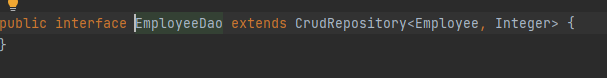 public interface EmployeeDao extends CrudRepository<Employee, Integer> {
}